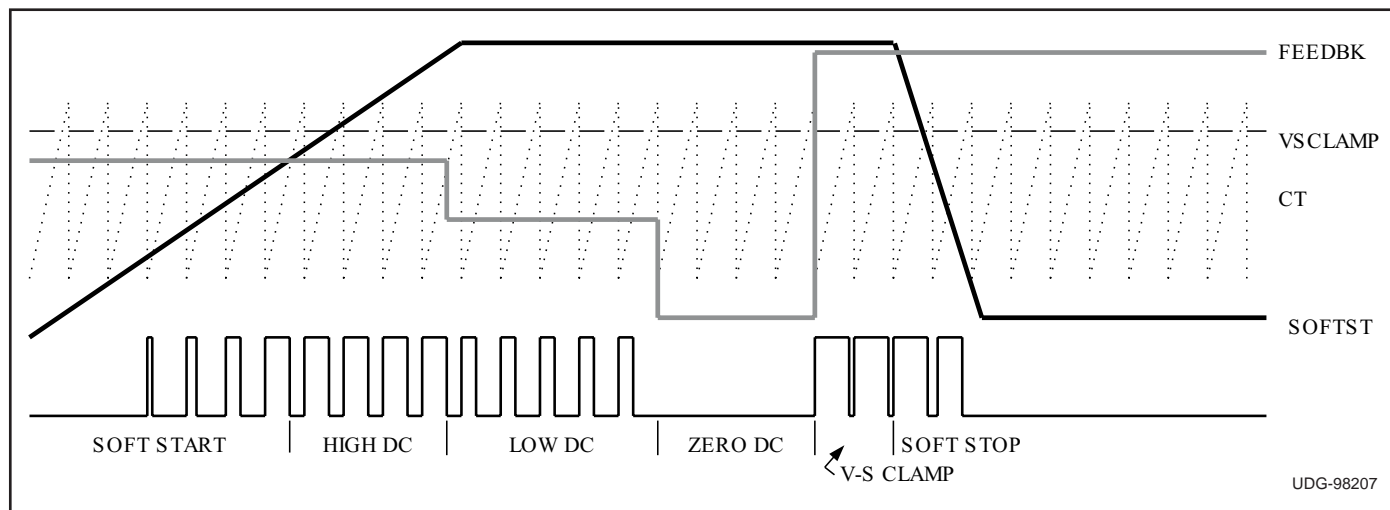 FEEDBK
VSCLAMP
CT
SOFTST
SOFT START
HIGH DC
LOW DC
ZERO DC
SOFT STOP
V-S CLAMP
UDG-98207